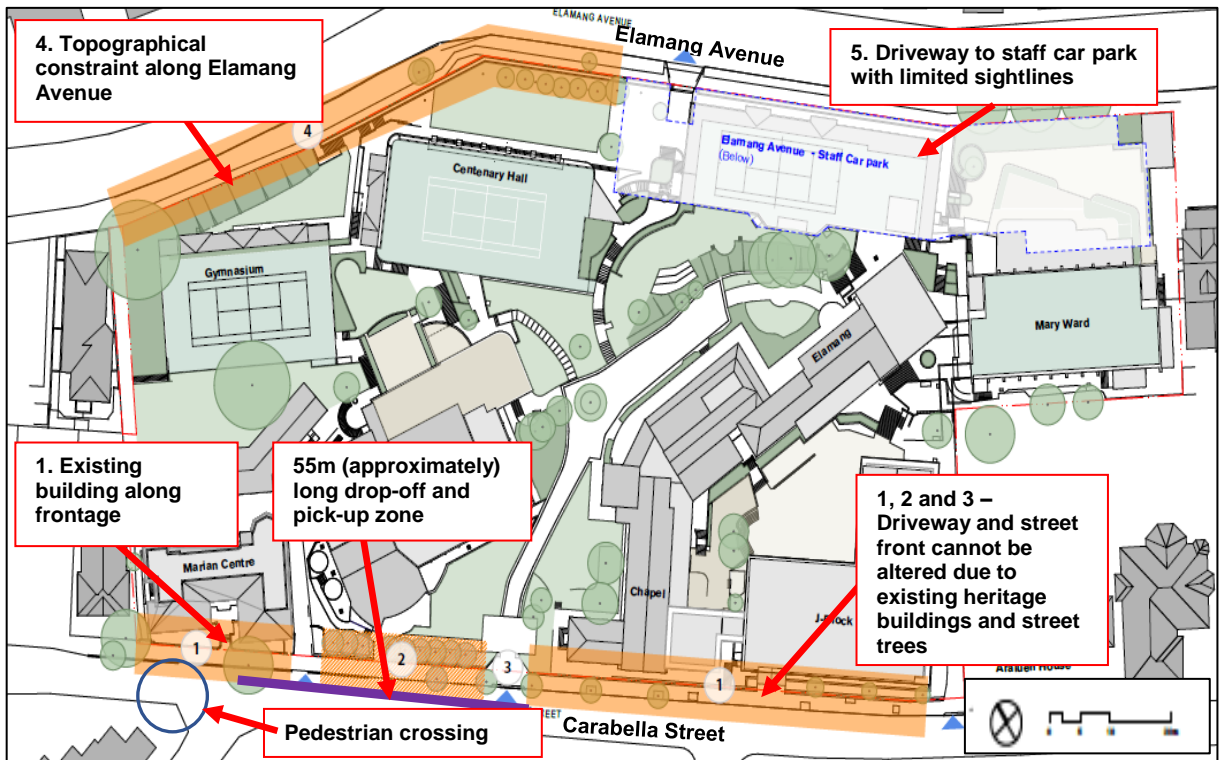 ELAMANG AVENUE
Elamang Avenue
4. Topographical
constraint along Elamang
Avenue
5. Driveway to staff car park
with limited sightlines
4
Elamang Avenue - Staff Car park
(Below)
Centenary Hall
Gymnasium
Mary Ward
Elamang
1. Existing
building along
frontage
55m (approximately)
long drop-off and
pick-up zone
1, 2 and 3 –
Driveway and street
front cannot be
altered due to
existing heritage
buildings and street
trees
Marian Centre
Chapel
J-Block
1
2
3
1
Araluen House
Carabella Street
Pedestrian crossing